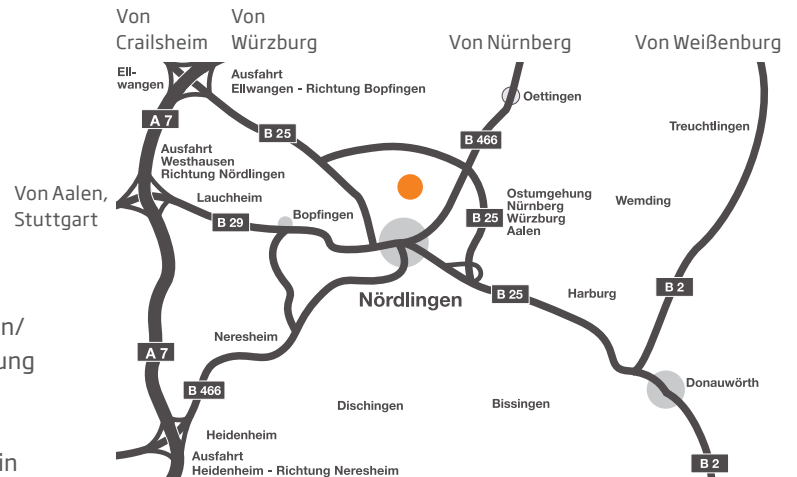 Von
Crailsheim
Von
Würzburg
Von Nürnberg
Von Weißenburg
Ell-
wangen
Ausfahrt
Ellwangen - Richtung Bopfingen
Oettingen
A 7
B 25
B 466
Treuchtlingen
Ausfahrt
Westhausen
Richtung Nördlingen
Von Aalen,
Stuttgart
Lauchheim
B 29
Bopfingen
Ostumgehung
Nürnberg
Würzburg
Aalen
B 25
Wemding
Nördlingen
B 25
Harburg
B 2
n/
ung
Neresheim
A 7
B 466
Donauwörth
Dischingen
Bissingen
Heidenheim
in
Ausfahrt
Heidenheim - Richtung Neresheim
B 2